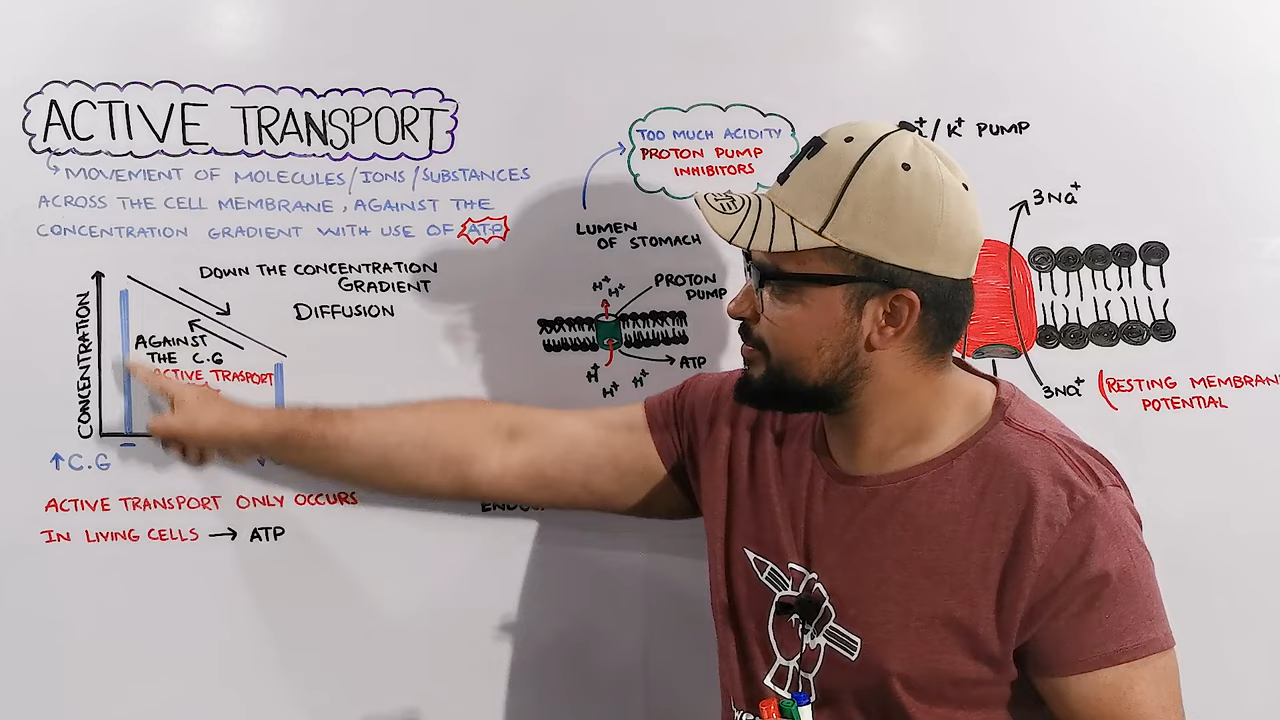 ACTIVE TRANSPORT
MOVEMENT OF MOLECULES/IONS/SUBSTANCES
ACROSS THE CELL MEMBRANE, AGAINST THE
CONCENTRATION GRADIENT WITH USE OF ATP
CONCENTRATION
DOWN THE CONCENTRATION
GRADIENT
DIFFUSION
AGAINST
THE C.G
ACTIVE TRASPORT
↑C.G
ACTIVE TRANSPORT ONLY OCCURS
IN LIVING CELLS → ATP
TOO MUCH ACIDITY
PROTON PUMP
INHIBITORS
LUMEN
OF STOMACH
H⁺ H⁺
H⁺
PROTON
PUMP
ATP
H⁺ H⁺
H⁺ H⁺
/K⁺ PUMP
3Na⁺
3Na⁺
(RESTING MEMBRAN
POTENTIAL